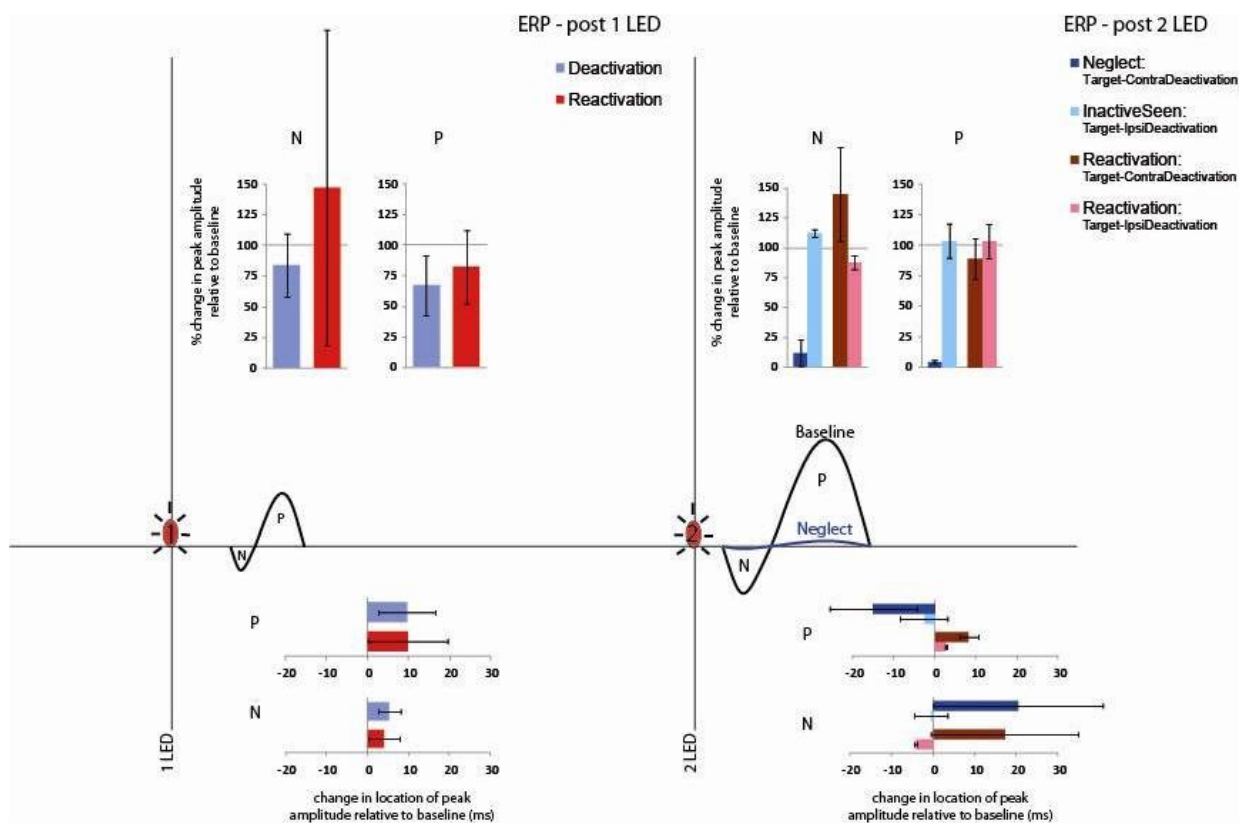 ERP - post 1 LED
Deactivation
Reactivation
N
P
% change in peak amplitude
relative to baseline
150
125
100
75
50
25
0
150
125
100
75
50
25
0
ERP - post 2 LED
Neglect:
Target-ContraDeactivation
InactiveSeen:
Target-IpsiDeactivation
Reactivation:
Target-ContraDeactivation
Reactivation:
Target-IpsiDeactivation
N
P
% change in peak amplitude
relative to baseline
150
125
100
75
50
25
0
150
125
100
75
50
25
0
1
N
P
2
Baseline
P
Neglect
N
P
-20 -10 0 10 20 30
N
-20 -10 0 10 20 30
1 LED
change in location of peak
amplitude relative to baseline (ms)
P
-20 -10 0 10 20 30
N
-20 -10 0 10 20 30
2 LED
change in location of peak
amplitude relative to baseline (ms)